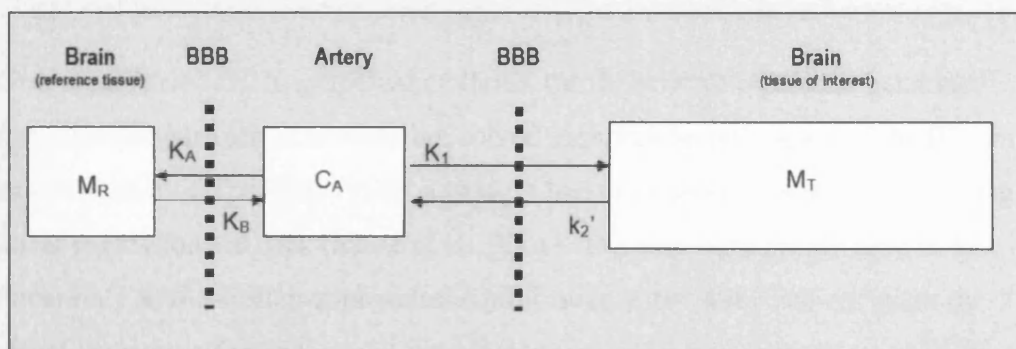 Brain BBB Artery BBB Brain
(reference tissue) (tissue of interest)
K_A K_1
M_R C_A M_T
K_B k_2'